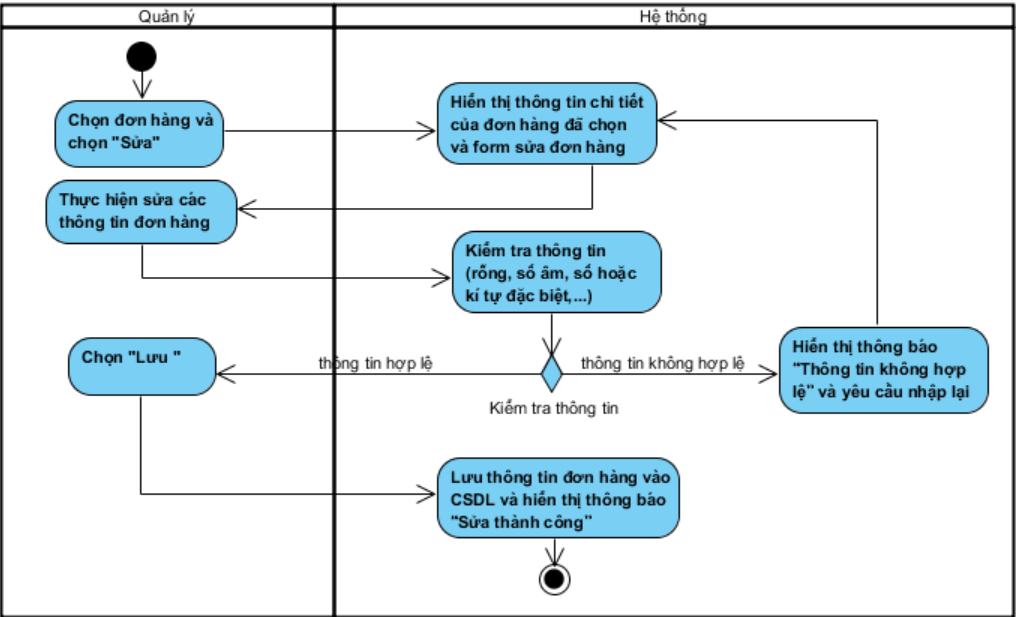 Quản lý
Hệ thống
Chọn đơn hàng và
chọn "Sửa"
Hiển thị thông tin chi tiết
của đơn hàng đã chọn
và form sửa đơn hàng
Thực hiện sửa các
thông tin đơn hàng
Kiểm tra thông tin
(rỗng, số âm, số hoặc
kí tự đặc biệt,...)
Chọn "Lưu "
thông tin hợp lệ
thông tin không hợp lệ
Hiển thị thông báo
"Thông tin không hợp
lệ" và yêu cầu nhập lại
Kiểm tra thông tin
Lưu thông tin đơn hàng vào
CSDL và hiển thị thông báo
"Sửa thành công"